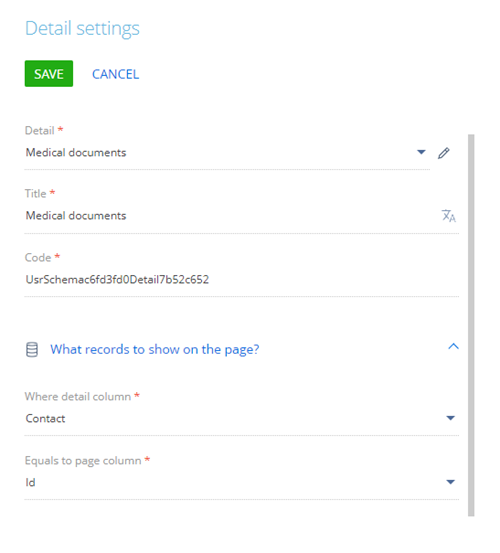 Detail settings
SAVE CANCEL
Detail *
Medical documents
Title *
Medical documents
Code *
UsrSchemac6fd3fd0Detail7b52c652
What records to show on the page?
Where detail column *
Contact
Equals to page column *
Id